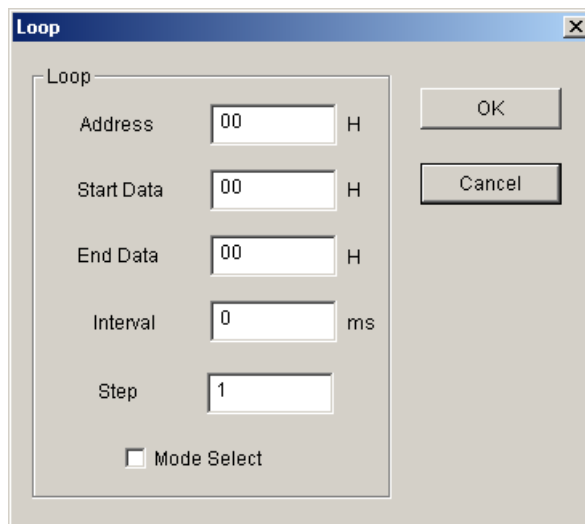 Loop
Loop
Address 00 H
OK
Start Data 00 H
Cancel
End Data 00 H
Interval 0 ms
Step 1
Mode Select